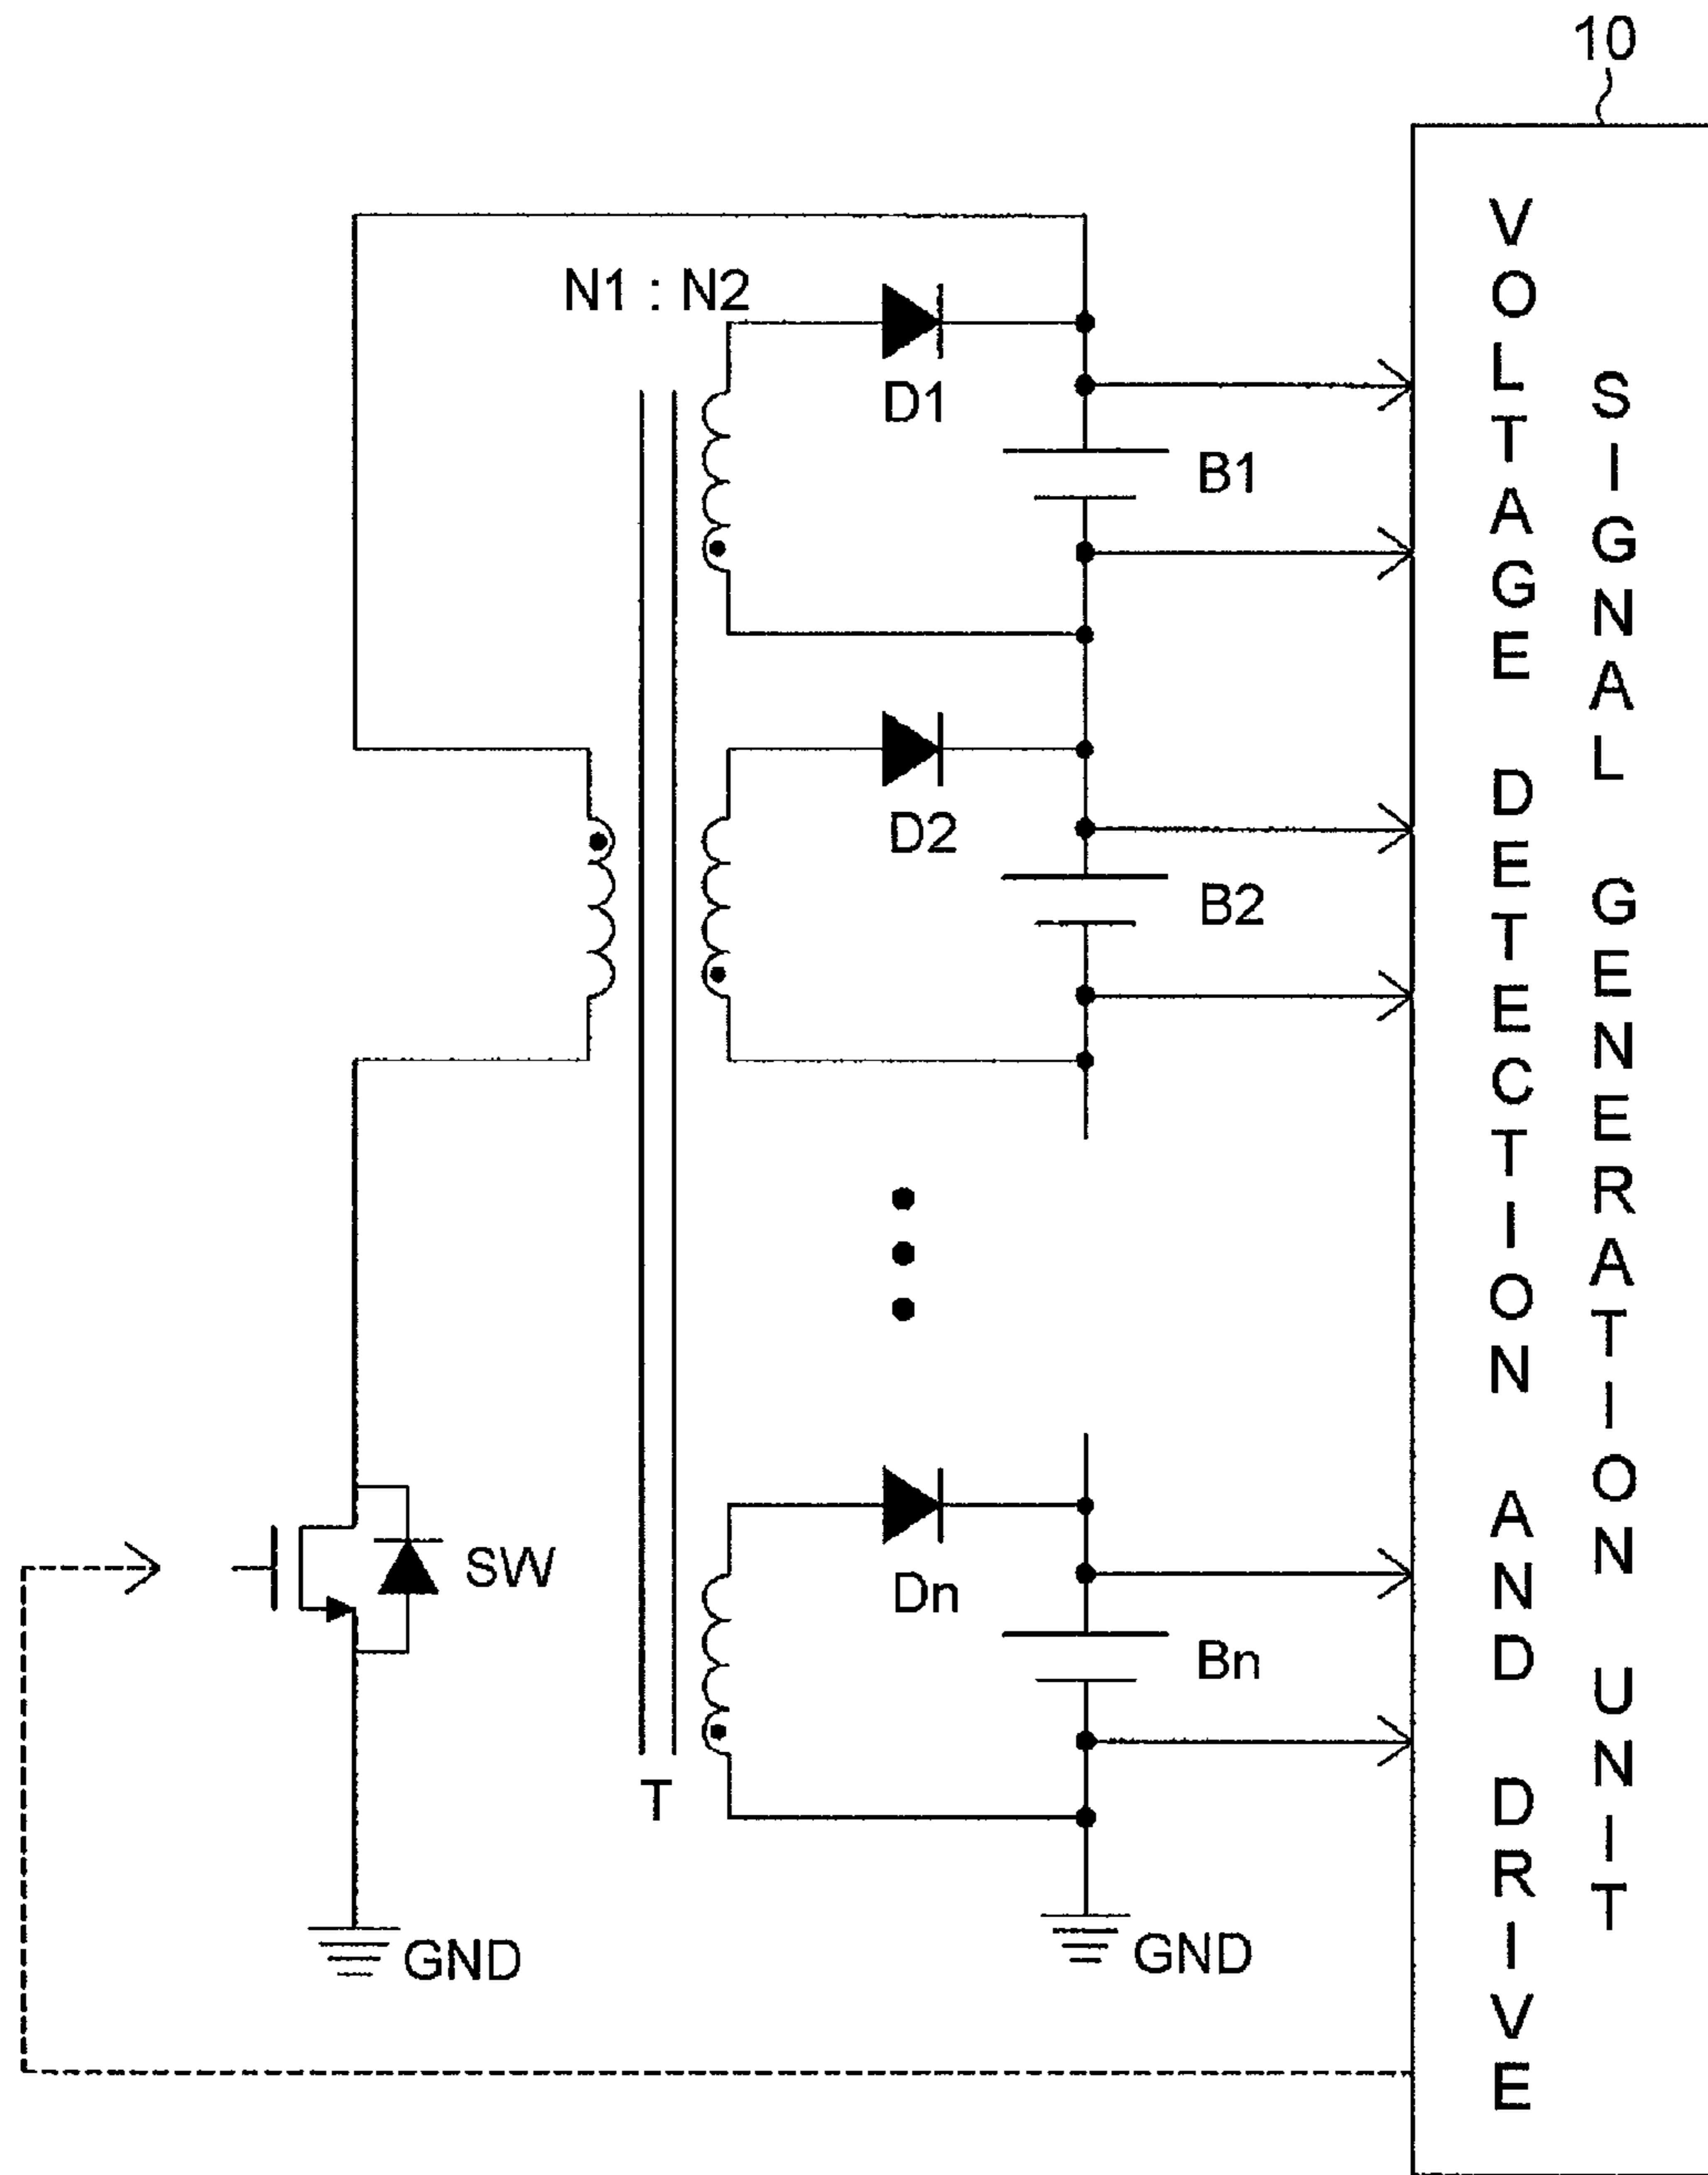 10
N1 : N2
D1
B1
D2
B2
Dn
Bn
SW
T
GND
GND
VOLTAGE DETECTION AND DRIVE
SIGNAL GENERATION UNIT